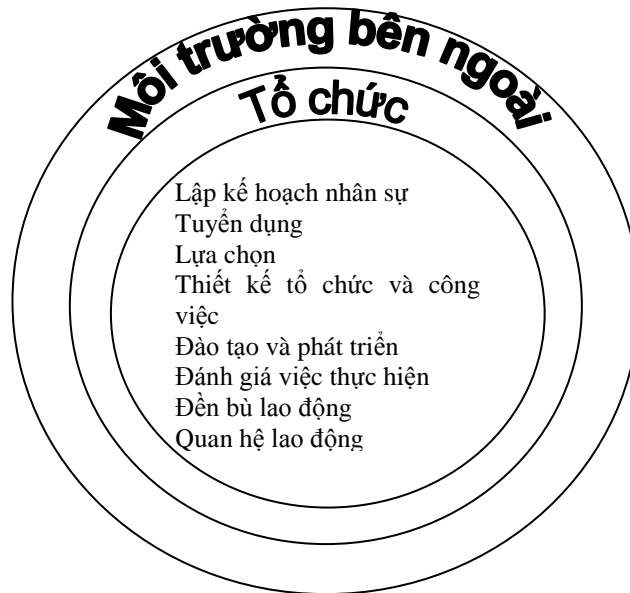 Môi trường bên ngoài
Tổ chức
Lập kế hoạch nhân sự
Tuyển dụng
Lựa chọn
Thiết kế tổ chức và công
việc
Đào tạo và phát triển
Đánh giá việc thực hiện
Đền bù lao động
Quan hệ lao động